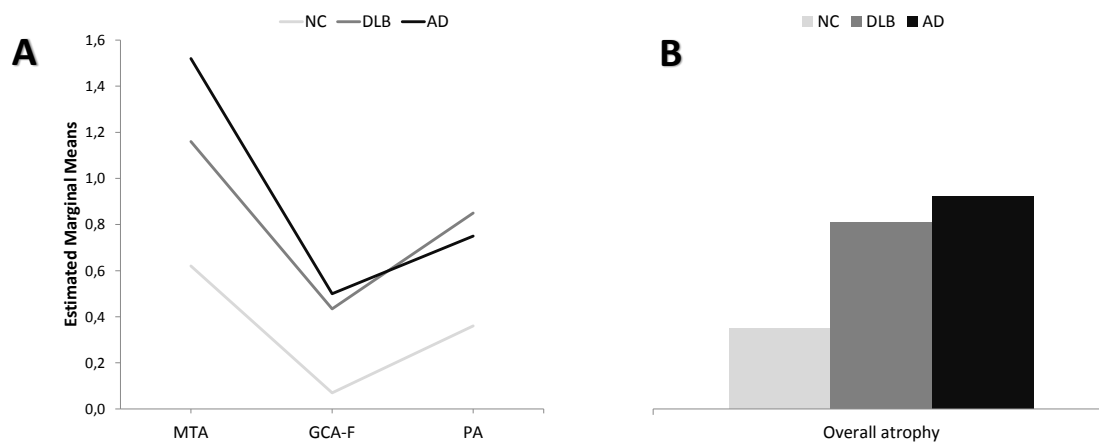 NC DLB AD
A
Estimated Marginal Means
1,6
1,4
1,2
1,0
0,8
0,6
0,4
0,2
0,0
MTA GCA-F PA
NC DLB AD
B
Overall atrophy